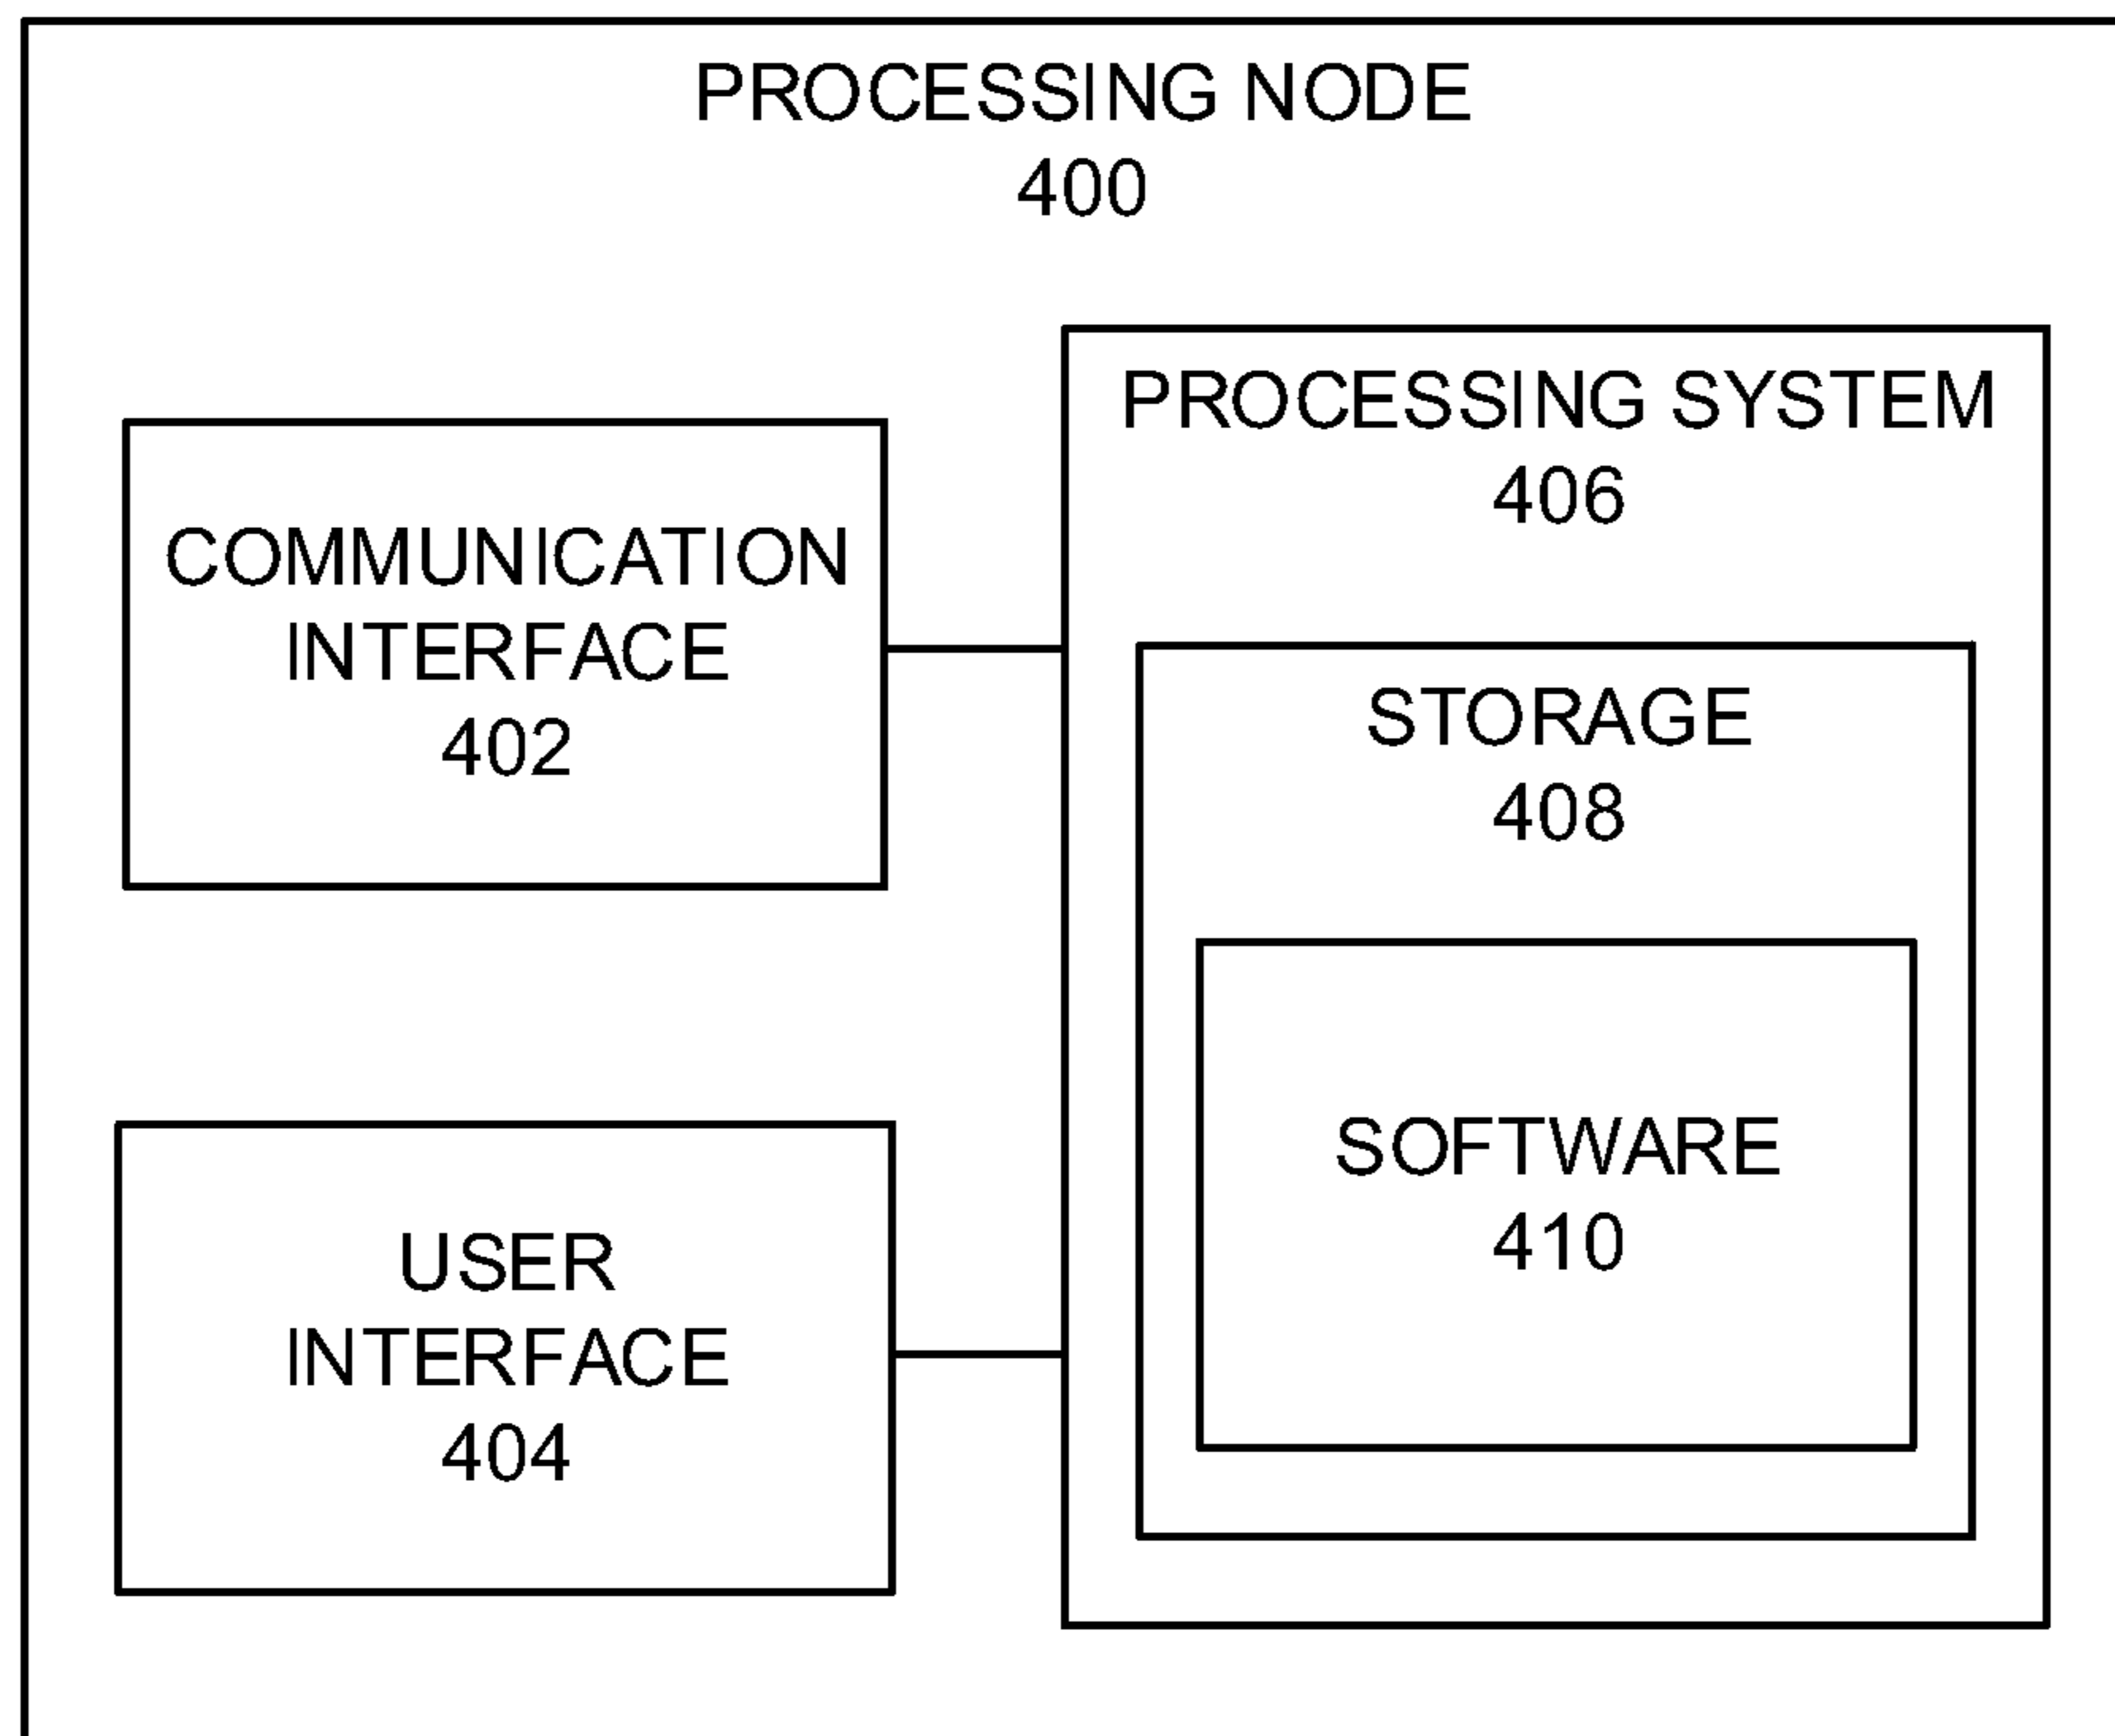 PROCESSING NODE
400
COMMUNICATION
INTERFACE
402
USER
INTERFACE
404
PROCESSING SYSTEM
406
STORAGE
408
SOFTWARE
410